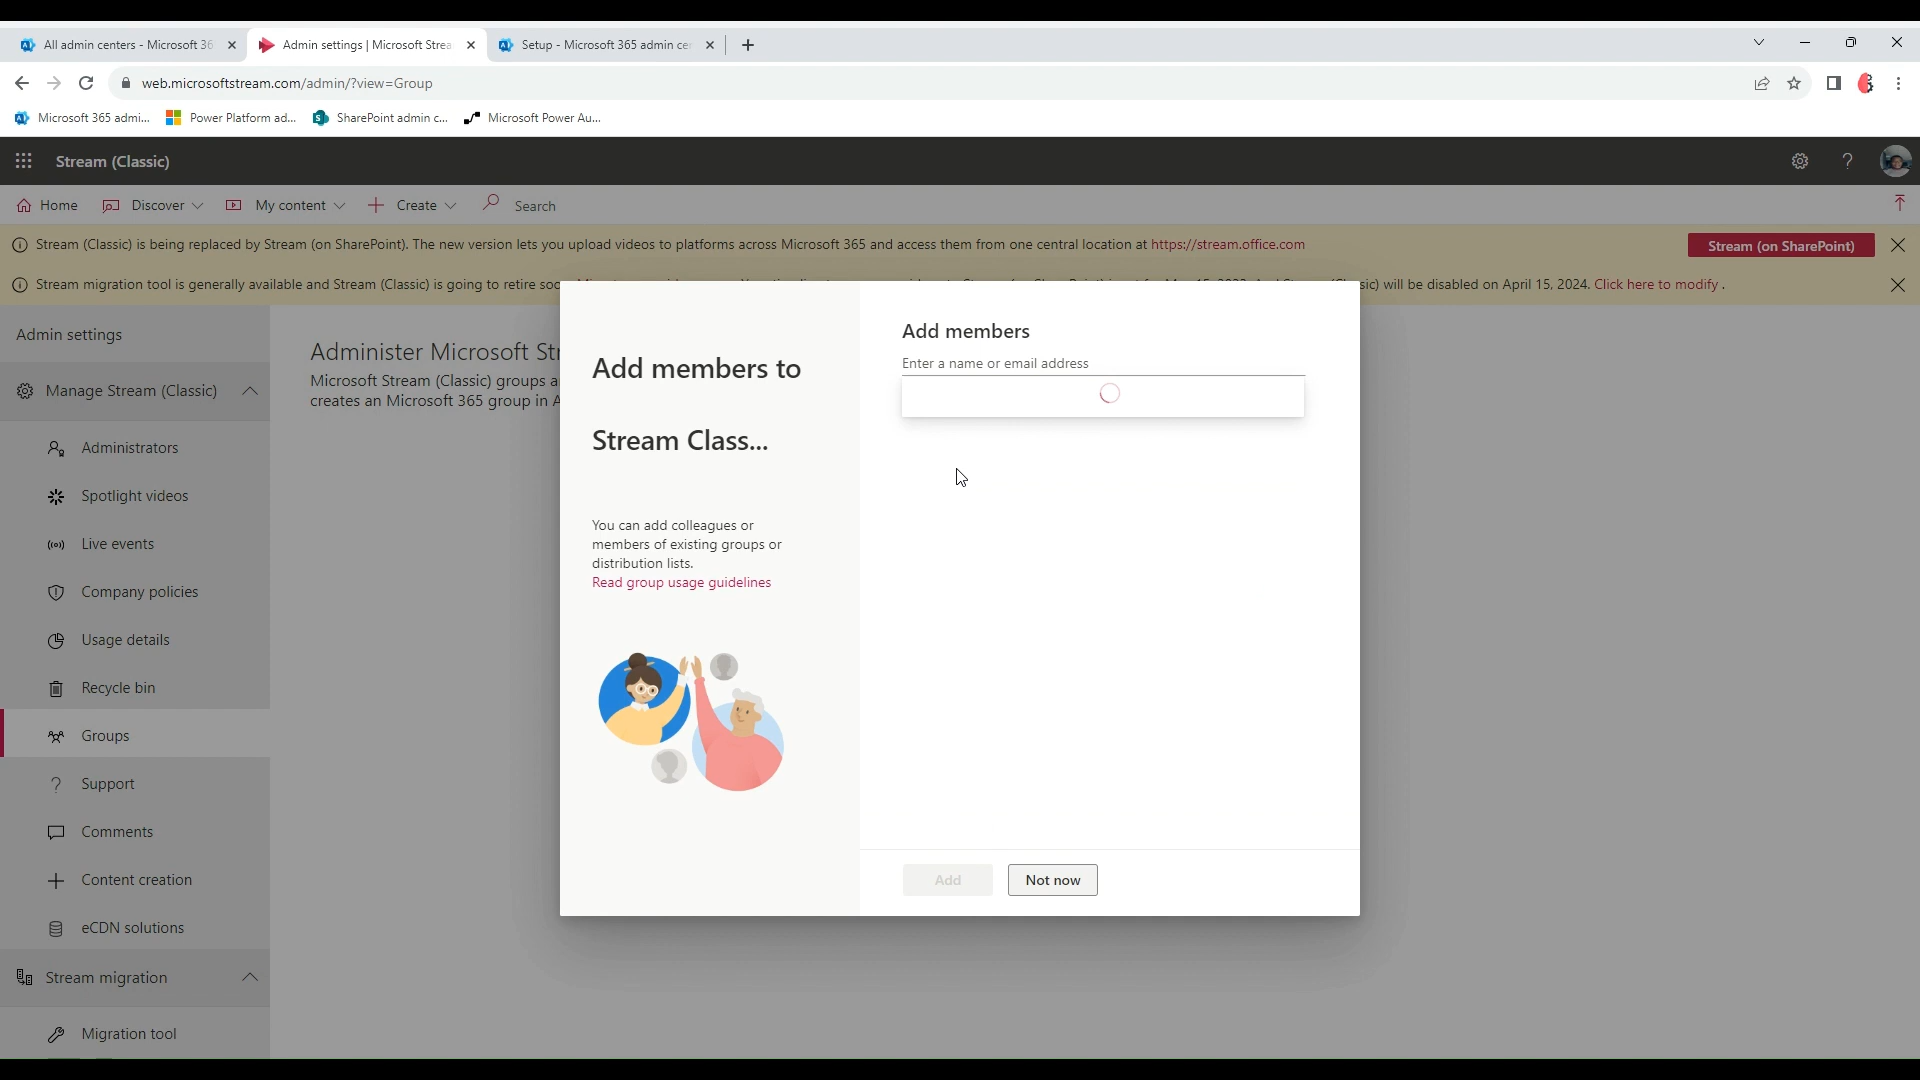 All admin centers - Microsoft 36
Admin settings | Microsoft Strea
Setup - Microsoft 365 admin ce
web.microsoftstream.com/admin/?view=Group
Microsoft 365 admi...
Power Platform ad...
SharePoint admin c...
Microsoft Power Au...
Stream (Classic)
Home
Discover
My content
Create
Search
Stream (Classic) is being replaced by Stream (on SharePoint). The new version lets you upload videos to platforms across Microsoft 365 and access them from one central location at https://stream.office.com
Stream (on SharePoint)
Stream migration tool is generally available and Stream (Classic) is going to retire soo
sic) will be disabled on April 15, 2024. Click here to modify .
Admin settings
Manage Stream (Classic)
Administrators
Spotlight videos
Live events
Company policies
Usage details
Recycle bin
Groups
Support
Comments
Content creation
eCDN solutions
Stream migration
Migration tool
Administer Microsoft Str
Microsoft Stream (Classic) groups a
creates an Microsoft 365 group in A
Add members to
Stream Class...
You can add colleagues or
members of existing groups or
distribution lists.
Read group usage guidelines
Add members
Enter a name or email address
Add
Not now